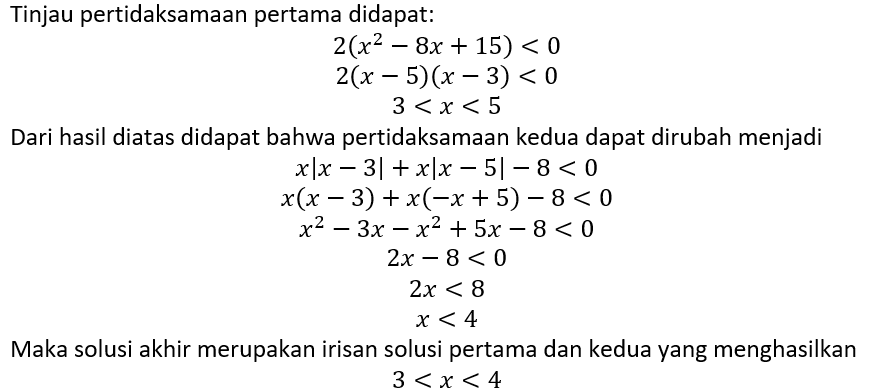 Tinjau pertidaksamaan pertama didapat:
2(x² − 8x + 15) < 0
2(x − 5)(x − 3) < 0
3 < x < 5
Dari hasil diatas didapat bahwa pertidaksamaan kedua dapat dirubah menjadi
x|x − 3| + x|x − 5| − 8 < 0
x(x − 3) + x(−x + 5) − 8 < 0
x² − 3x − x² + 5x − 8 < 0
2x − 8 < 0
2x < 8
x < 4
Maka solusi akhir merupakan irisan solusi pertama dan kedua yang menghasilkan
3 < x < 4